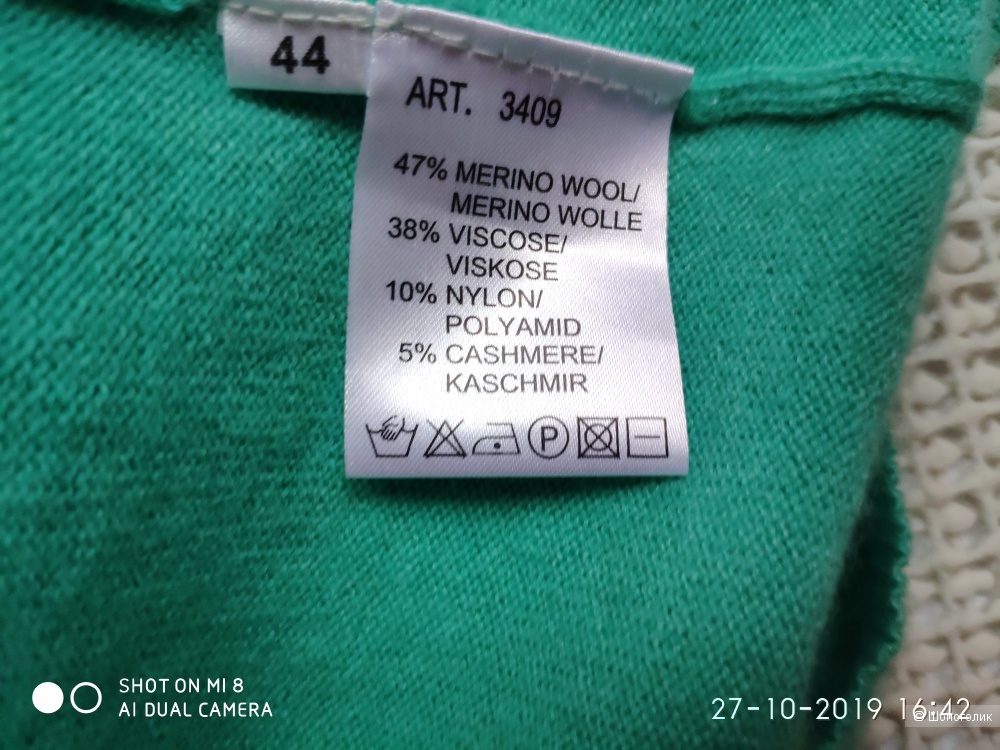 44
ART. 3409
47% MERINO WOOL/
MERINO WOLLE
38% VISCOSE/
VISKOSE
10% NYLON/
POLYAMID
5% CASHMERE/
KASCHMIR
P
SHOT ON MI 8
AI DUAL CAMERA
27-10-2019 16:42
© Шопоголик